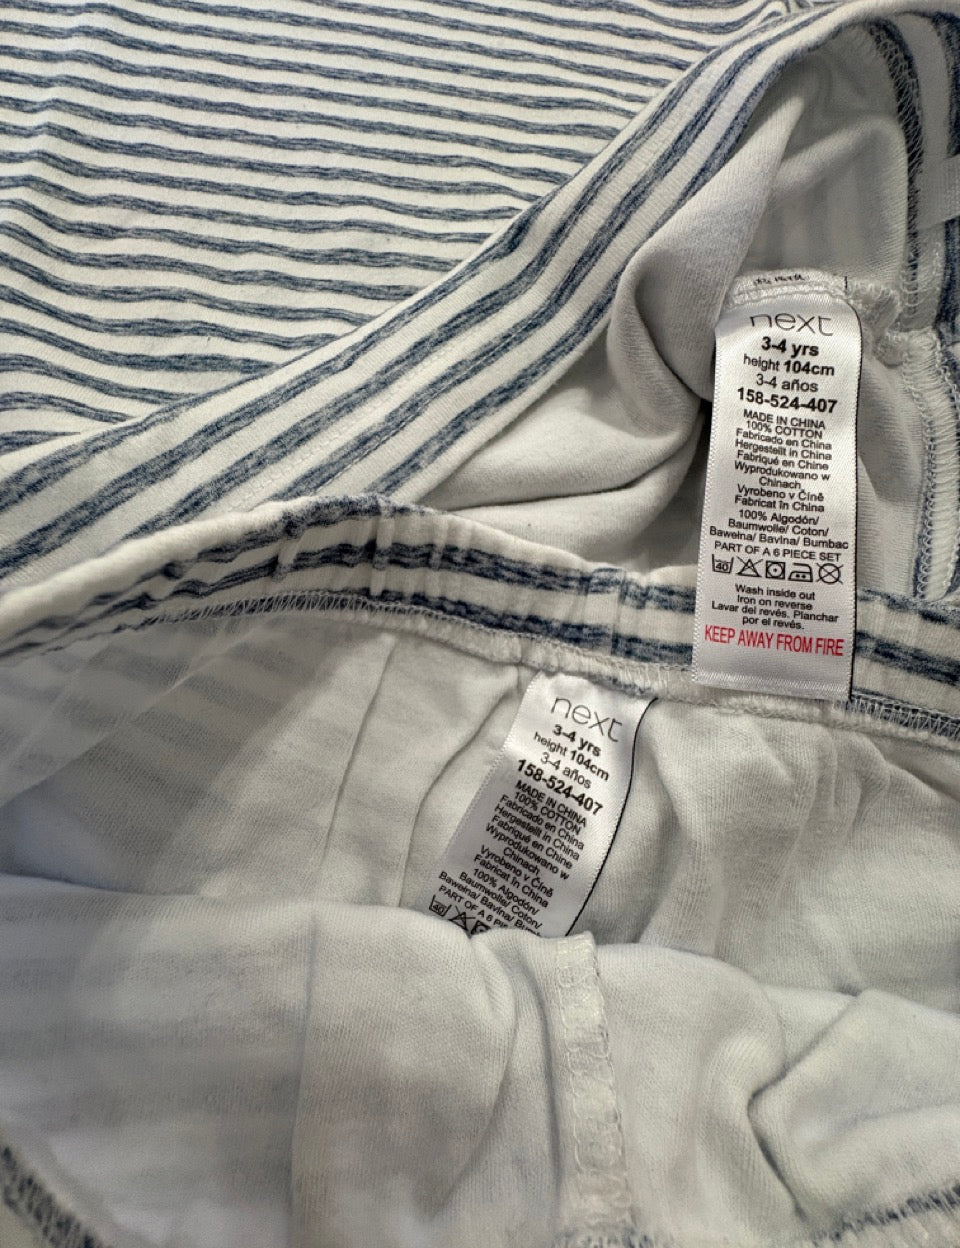 next
3-4 yrs
height 104cm
3-4 años
158-524-407
MADE IN CHINA
100% COTTON
Fabricado en China
Hergestellt in China
Fabriqué en Chine
Wyprodukowano w
Chinach
Vyrobeno v Číně
Fabricat în China
100% Algodón/
Baumwolle/ Coton/
Bawełna/ Bavlna/ Bumbac
PART OF A 6 PIECE SET
40
Wash inside out
Iron on reverse
Lavar del revés. Planchar
por el revés.
KEEP AWAY FROM FIRE
next
3-4 yrs
height 104cm
3-4 años
158-524-407
MADE IN CHINA
100% COTTON
Fabricado en China
Hergestellt in China
Fabriqué en Chine
Wyprodukowano w
Chinach
Vyrobeno v Číně
Fabricat în China
100% Algodón/
Baumwolle/ Coton/
Bawełna/ Bavlna/
PART OF A 6
40